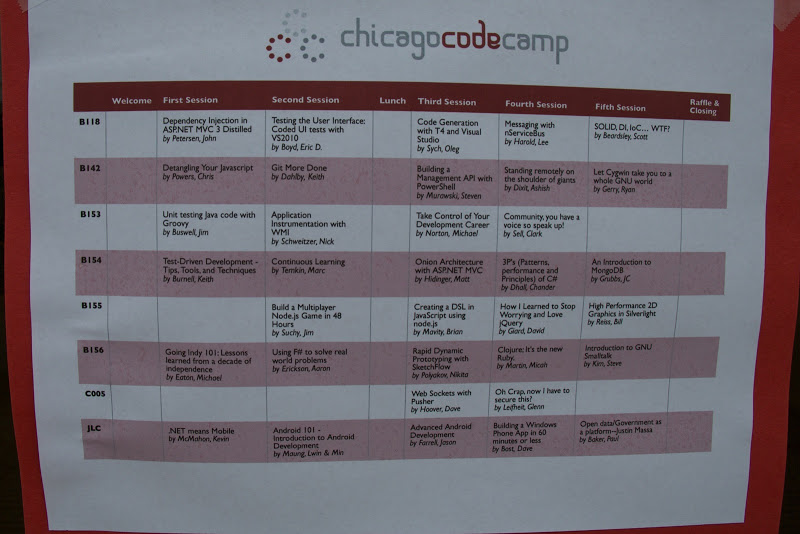 chicagocodecamp
Welcome First Session Second Session Lunch Third Session Fourth Session Fifth Session Raffle & Closing
B118
Dependency Injection in
ASP.NET MVC 3 Distilled
by Petersen, John
Testing the User Interface:
Coded UI tests with
VS2010
by Boyd, Eric D.
Code Generation
with T4 and Visual
Studio
by Sych, Oleg
Messaging with
nServiceBus
by Harold, Lee
SOLID, DI, IoC... WTF?
by Beardsley, Scott
B142
Detangling Your Javascript
by Powers, Chris
Git More Done
by Dahlby, Keith
Building a
Management API with
PowerShell
by Murawski, Steven
Standing remotely on
the shoulder of giants
by Dixit, Ashish
Let Cygwin take you to a
whole GNU world
by Gerry, Ryan
B153
Unit testing Java code with
Groovy
by Buswell, Jim
Application
Instrumentation with
WMI
by Schweitzer, Nick
Take Control of Your
Development Career
by Norton, Michael
Community, you have a
voice so speak up!
by Sell, Clark
B154
Test-Driven Development -
Tips, Tools, and Techniques
by Burnell, Keith
Continuous Learning
by Temkin, Marc
Onion Architecture
with ASP.NET MVC
by Hidinger, Matt
3P's (Patterns,
performance and
Principles) of C#
by Dhall, Chander
An Introduction to
MongoDB
by Grubbs, JC
B155
Build a Multiplayer
Node.js Game in 48
Hours
by Suchy, Jim
Creating a DSL in
JavaScript using
node.js
by Mavity, Brian
How I Learned to Stop
Worrying and Love
jQuery
by Giard, David
High Performance 2D
Graphics in Silverlight
by Reiss, Bill
B156
Going Indy 101: Lessons
learned from a decade of
independence
by Eaton, Michael
Using F# to solve real
world problems
by Erickson, Aaron
Rapid Dynamic
Prototyping with
SketchFlow
by Polyakov, Nikita
Clojure: It's the new
Ruby.
by Martin, Micah
Introduction to GNU
Smalltalk
by Kim, Steve
C005
Web Sockets with
Pusher
by Hoover, Dave
Oh Crap, now I have to
secure this?
by Leifheit, Glenn
JLC
.NET means Mobile
by McMahon, Kevin
Android 101 -
Introduction to Android
Development
by Maung, Lwin & Min
Advanced Android
Development
by Farrell, Jason
Building a Windows
Phone App in 60
minutes or less
by Bost, Dave
Open data/Government as
a platform--Justin Massa
by Baker, Paul